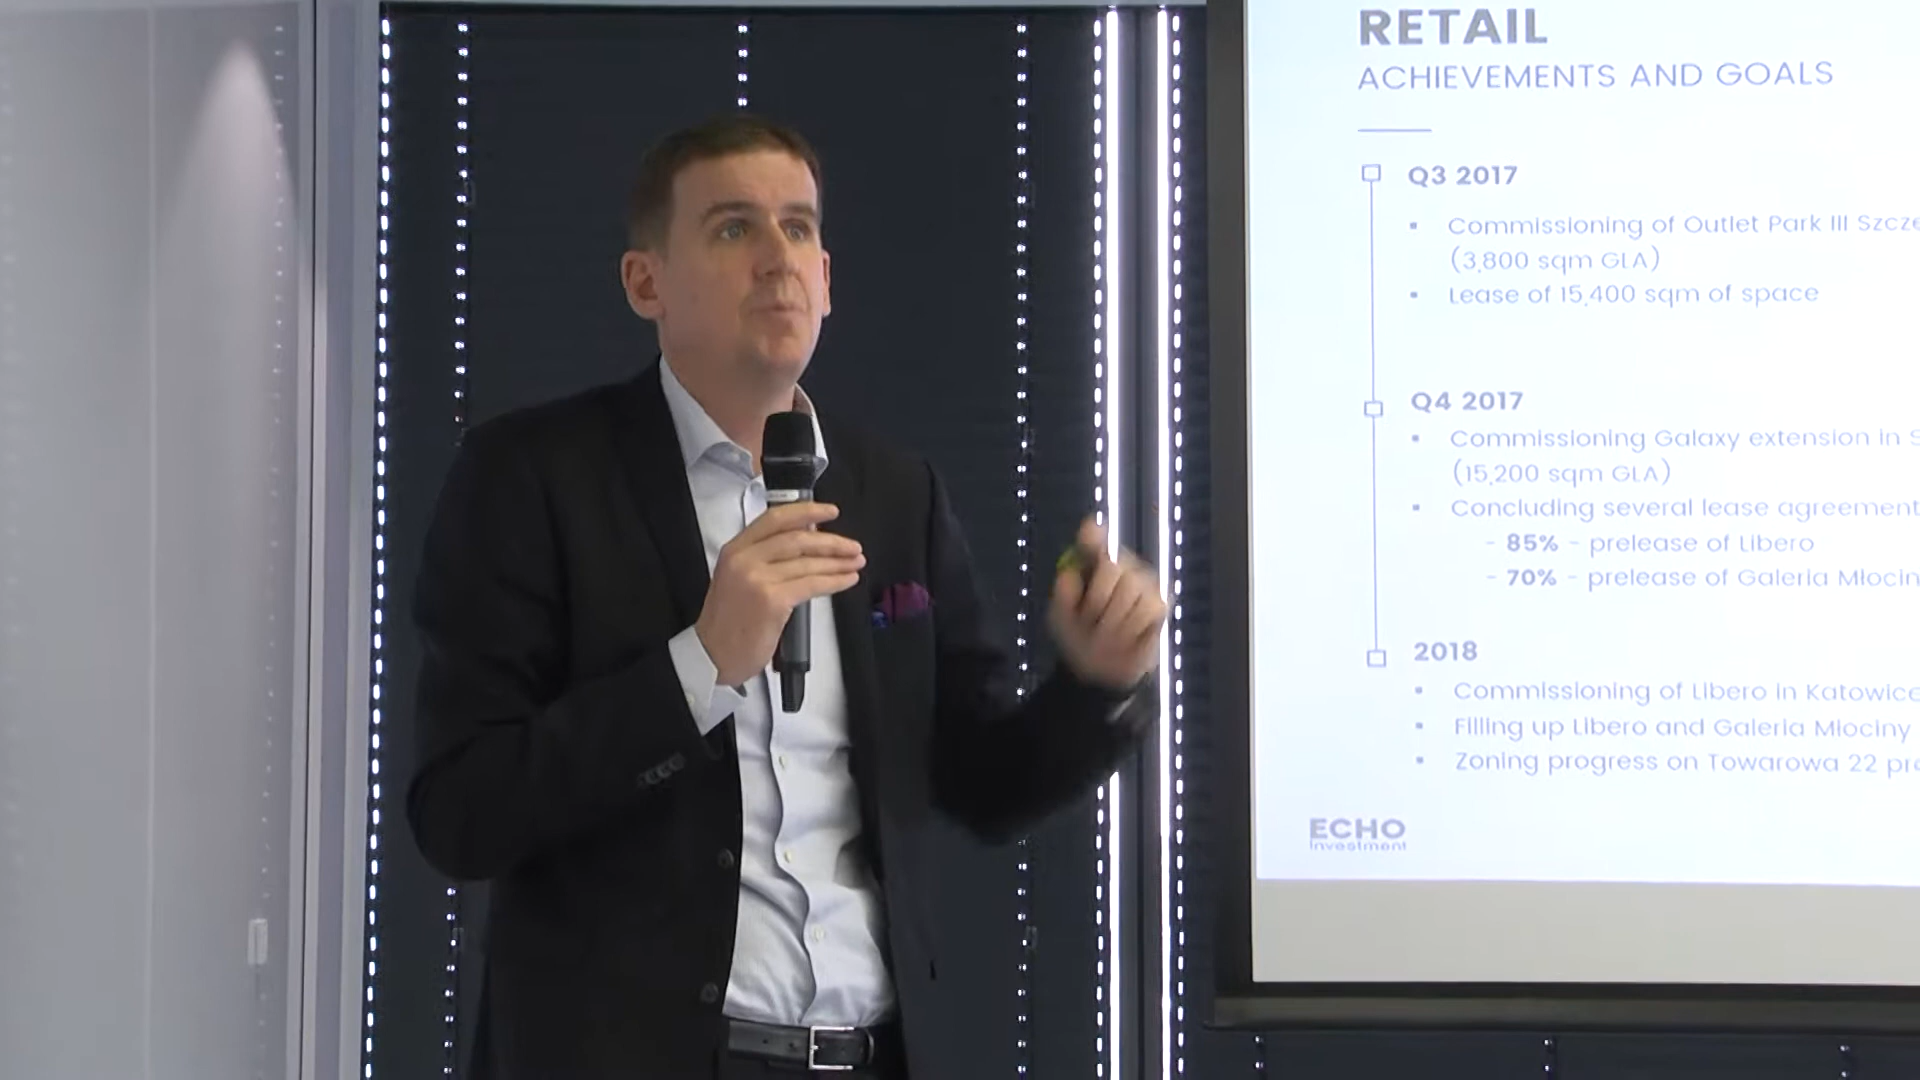 RETAIL
ACHIEVEMENTS AND GOALS
Q3 2017
Commissioning of Outlet Park III
(3,800 sqm GLA)
Lease of 15,400 sqm of space
Q4 2017
Commissioning Galaxy extension in
(15,200 sqm GLA)
Concluding several lease agreement
- 85% - prelease of Libero
- 70% - prelease of Galeria
2018
Commissioning of Libero in Katowice
Filling up Libero and Galeria Młociny
Zoning progress on Towarowa 22
ECHO
investment